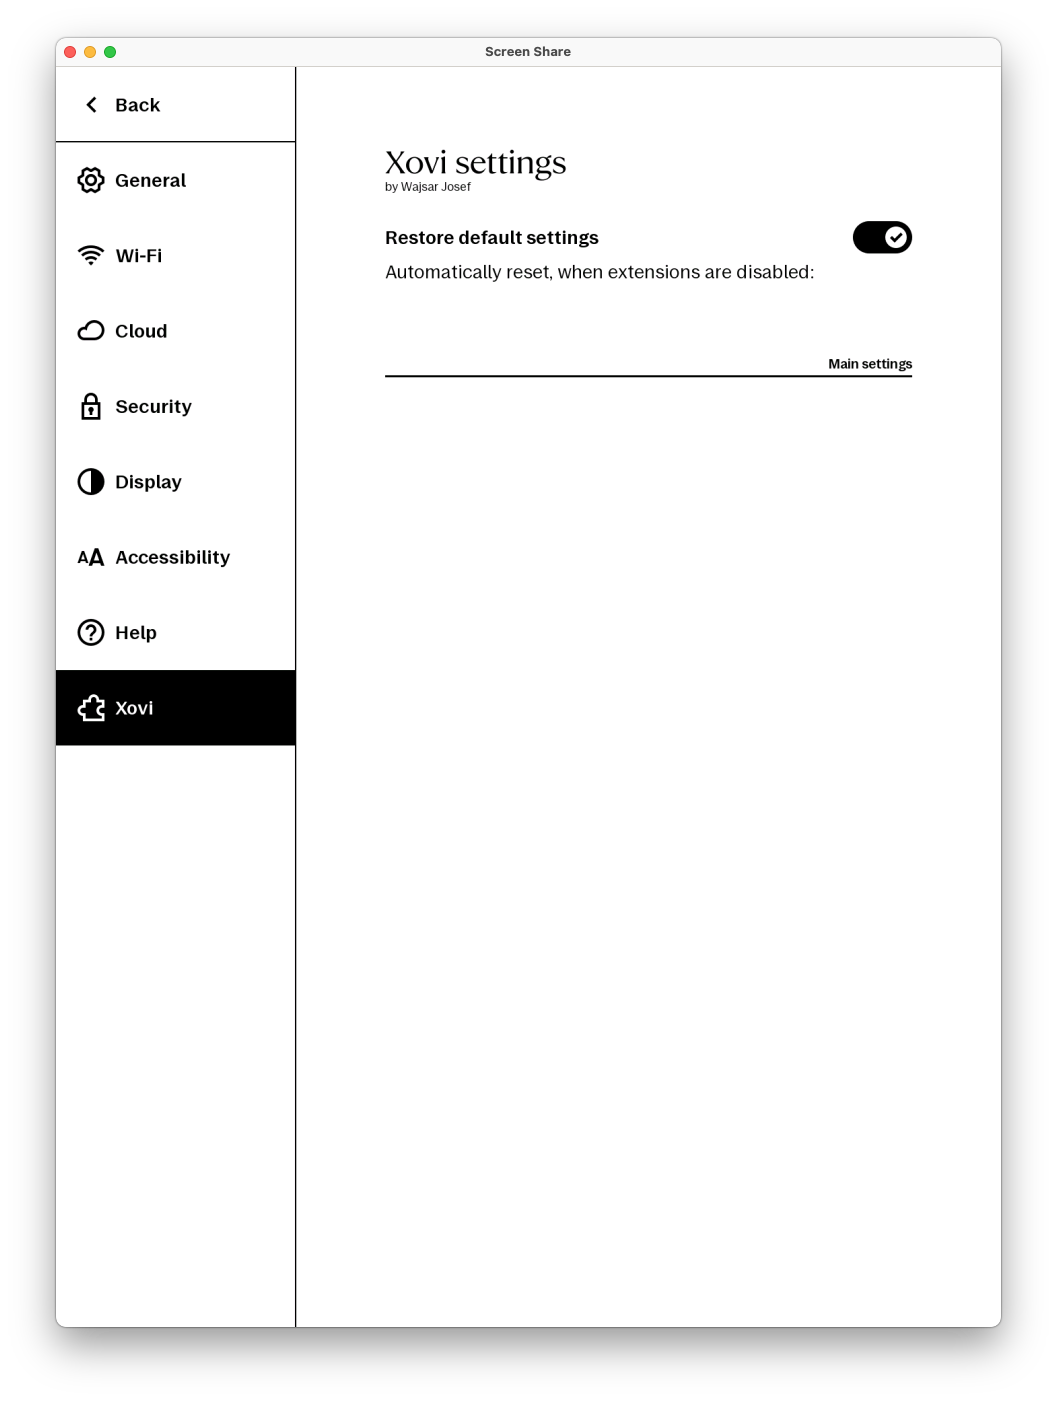 Screen Share
Back
General
Wi-Fi
Cloud
Security
Display
AA Accessibility
Help
Xovi
Xovi settings
by Wajsar Josef
Restore default settings
Automatically reset, when extensions are disabled:
Main settings